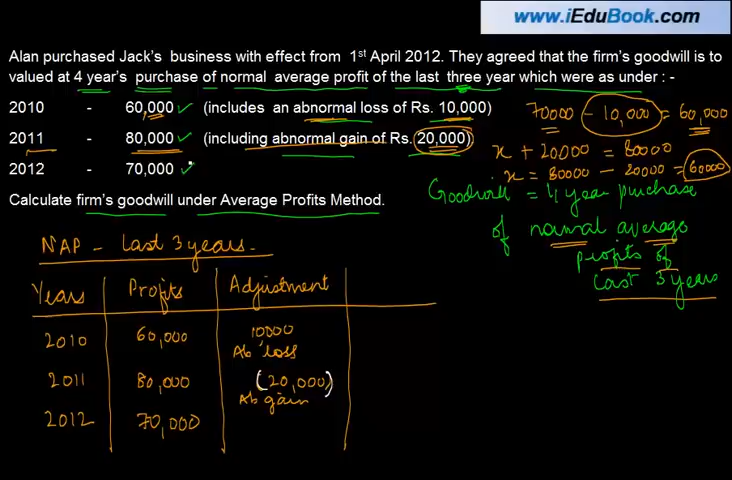 www.iEduBook.com
Alan purchased Jack's business with effect from 1st April 2012. They agreed that the firm's goodwill is to
valued at 4 year's purchase of normal average profit of the last three year which were as under : -
2010 - 60,000 (includes an abnormal loss of Rs. 10,000)
2011 - 80,000 (including abnormal gain of Rs. 20,000)
2012 - 70,000
Calculate firm's goodwill under Average Profits Method.
70000 - 10,000 = 60,000
x + 20000 = 80000
x = 80000 - 20000 = 60000
Goodwill = 4 year purchase
of normal average
profits of
Last 3 years
NAP - Last 3 years.
Years Profits Adjustment
2010 60,000 10000
Ab' loss
2011 80,000 (20,000)
Ab gain
2012 70,000